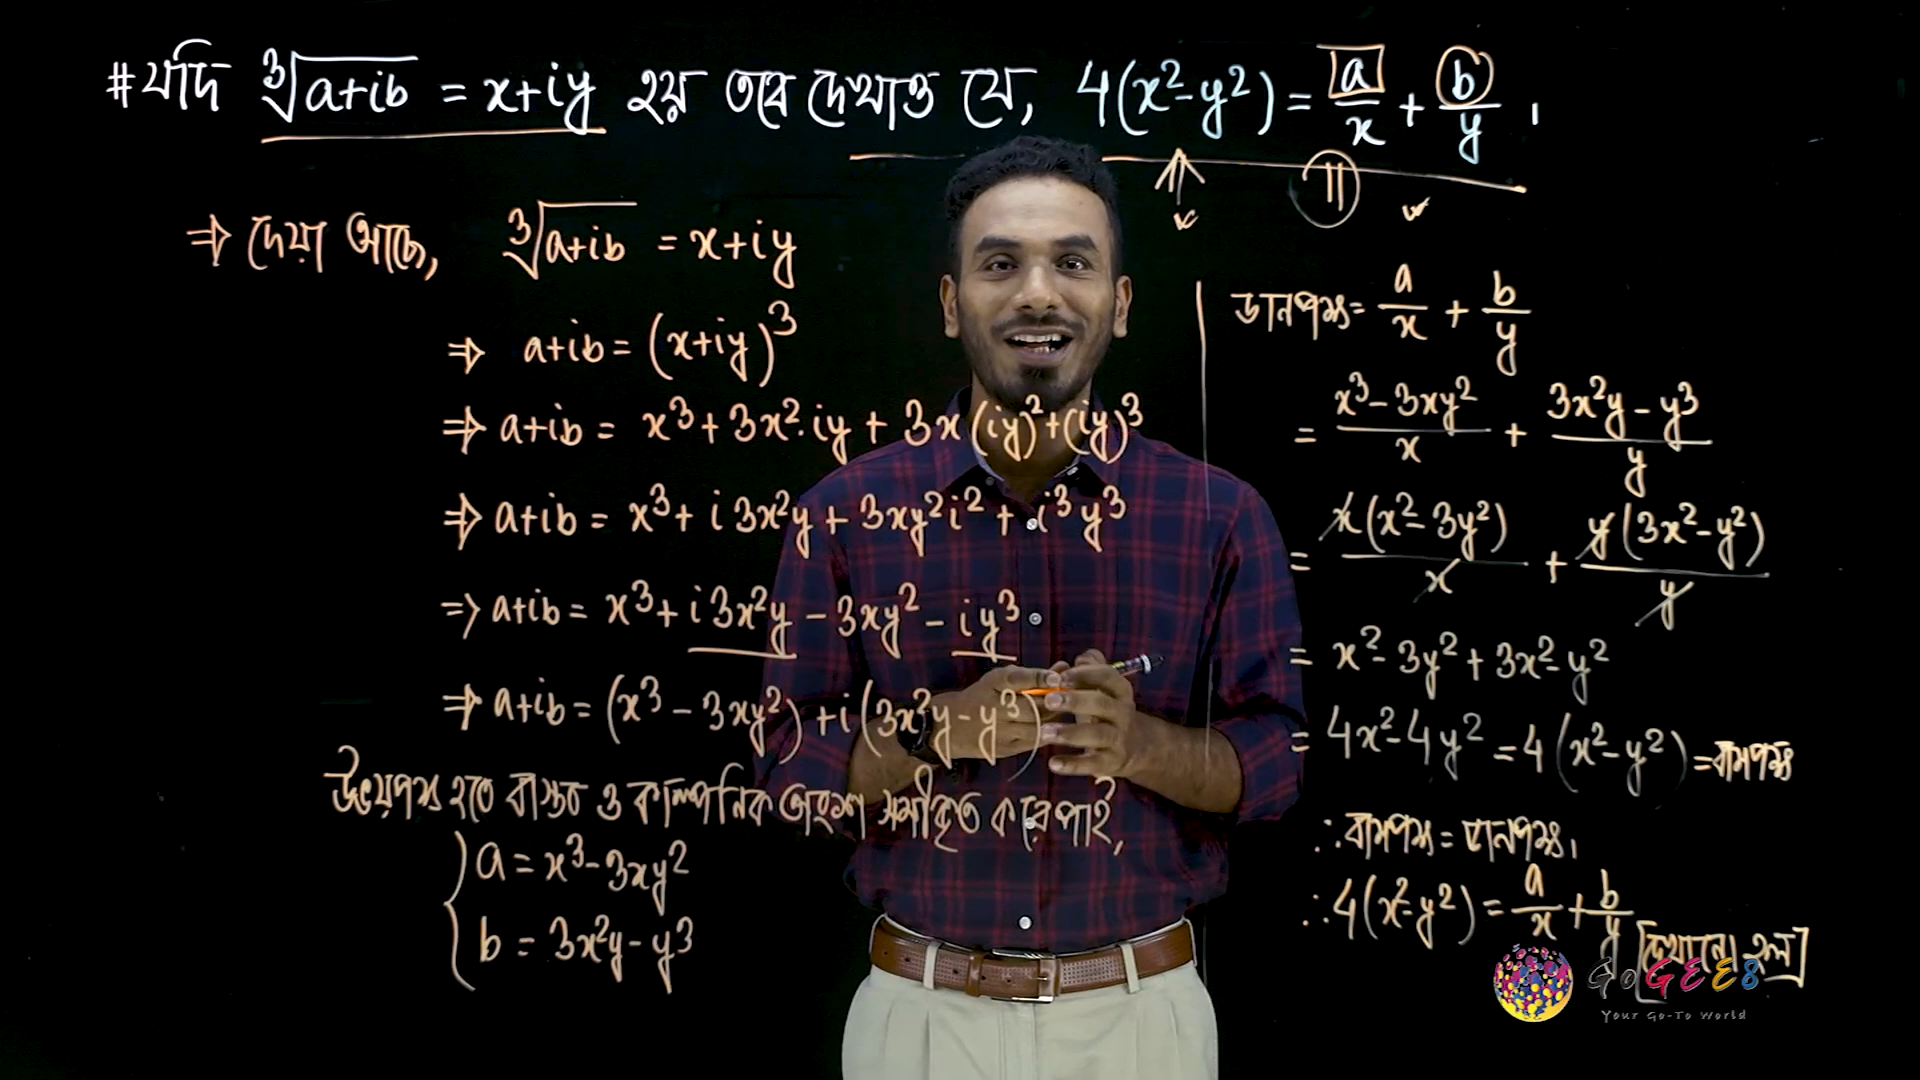 #যদি ∛(a+ib) = x+iy হয় তবে দেখাও যে, 4(x²-y²) = a/x + b/y ।
⇒ দেয়া আছে, ∛(a+ib) = x+iy
⇒ a+ib = (x+iy)³
⇒ a+ib = x³+3x².iy + 3x(iy)²+(iy)³
⇒ a+ib = x³+ i3x²y + 3xy²i² + i³y³
⇒ a+ib = x³+ i3x²y - 3xy² - iy³
⇒ a+ib = (x³ - 3xy²) + i(3x²y - y³)
উভয়পক্ষ হতে বাস্তব ও কাল্পনিক অংশ সমীকৃত করে পাই,
{ a = x³-3xy²
b = 3x²y - y³
ডানপক্ষ = a/x + b/y
= (x³-3xy²)/x + (3x²y - y³)/y
= x(x²-3y²)/x + y(3x²-y²)/y
= x²-3y²+3x²-y²
= 4x²-4y² = 4(x²-y²) = বামপক্ষ
∴ বামপক্ষ = ডানপক্ষ।
∴ 4(x²-y²) = a/x + b/y [দেখানো হল]
GoGEE8
Your Go-To World